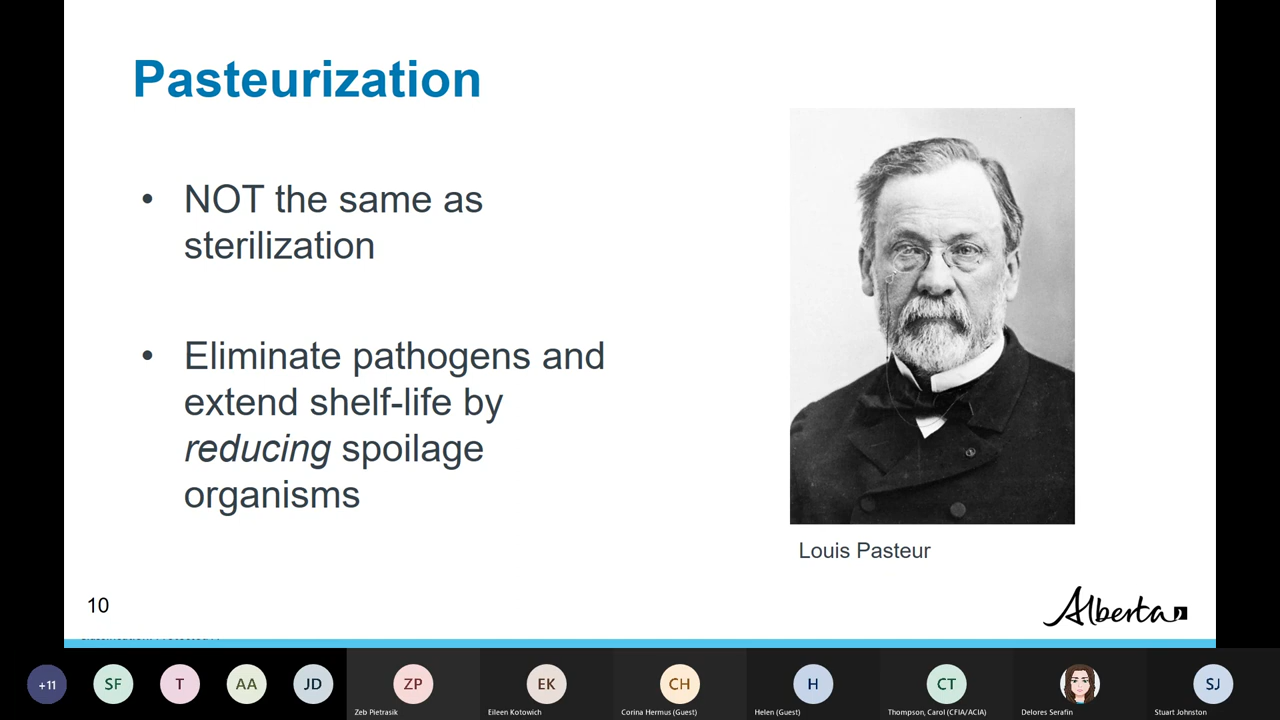 Pasteurization
• NOT the same as
sterilization
• Eliminate pathogens and
extend shelf-life by
reducing spoilage
organisms
Louis Pasteur
10
Alberta
+11
SF
T
AA
JD
ZP
EK
CH
H
CT
SJ
Zeb Pietrasik
Eileen Kotowich
Corina Hermus (Guest)
Helen (Guest)
Thompson, Carol (CFIA/ACIA)
Delores Serafin
Stuart Johnston